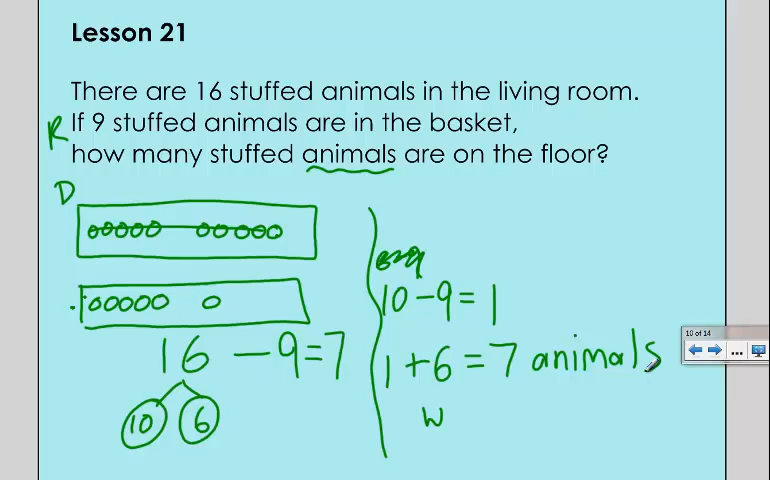 Lesson 21
There are 16 stuffed animals in the living room.
R If 9 stuffed animals are in the basket,
how many stuffed animals are on the floor?
D
10 - 9 = 1
16 - 9 = 7
1 + 6 = 7 animals
10 6
W
10 of 14
...